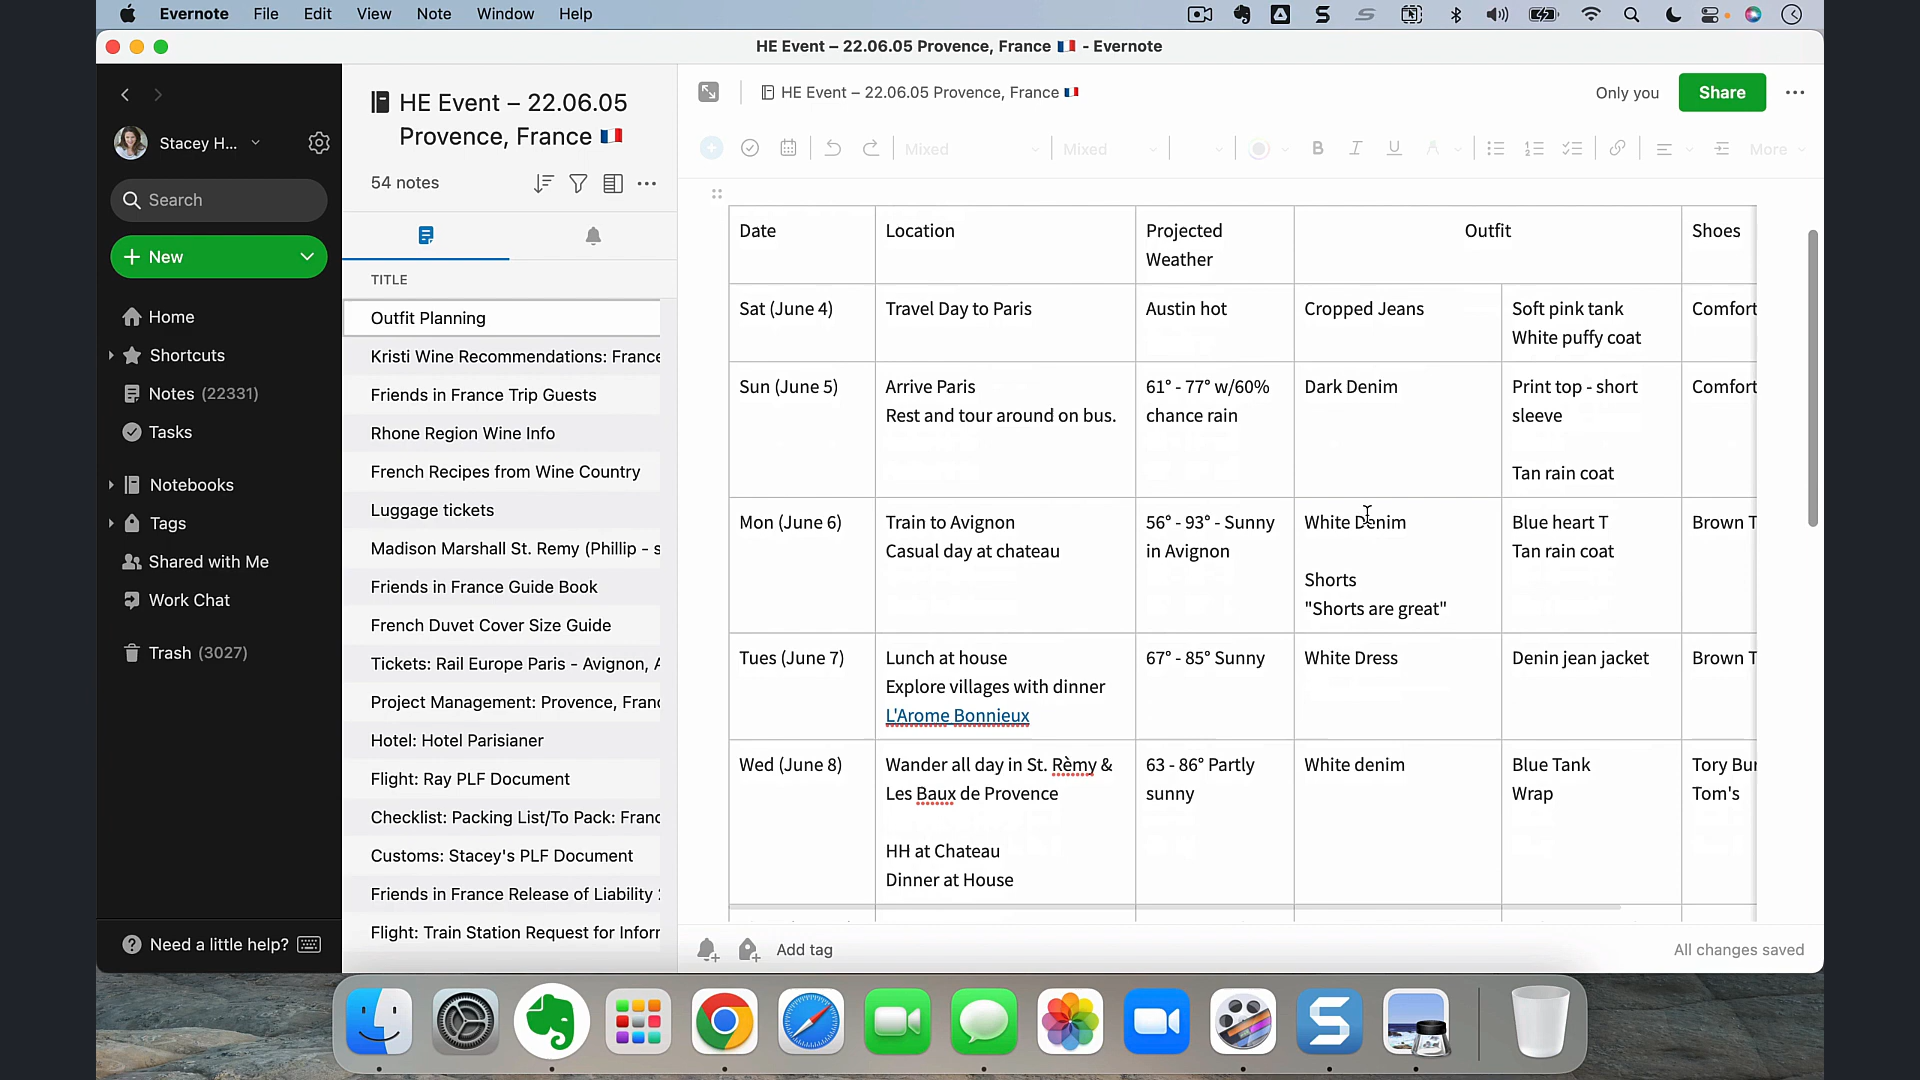 Evernote File Edit View Note Window Help
HE Event – 22.06.05 Provence, France 🇫🇷 - Evernote
Stacey H...
Search
New
Home
Shortcuts
Notes (22331)
Tasks
Notebooks
Tags
Shared with Me
Work Chat
Trash (3027)
Need a little help?
HE Event – 22.06.05
Provence, France 🇫🇷
54 notes
TITLE
Outfit Planning
Kristi Wine Recommendations: France
Friends in France Trip Guests
Rhone Region Wine Info
French Recipes from Wine Country
Luggage tickets
Madison Marshall St. Remy (Phillip - s
Friends in France Guide Book
French Duvet Cover Size Guide
Tickets: Rail Europe Paris - Avignon, A
Project Management: Provence, Franc
Hotel: Hotel Parisianer
Flight: Ray PLF Document
Checklist: Packing List/To Pack: Franc
Customs: Stacey's PLF Document
Friends in France Release of Liability
Flight: Train Station Request for Infor
HE Event – 22.06.05 Provence, France 🇫🇷
Only you
Share
Mixed Mixed More
Date Location Projected Outfit Shoes
Weather
Sat (June 4) Travel Day to Paris Austin hot Cropped Jeans Soft pink tank Comfort
White puffy coat
Sun (June 5) Arrive Paris 61° - 77° w/60% Dark Denim Print top - short Comfort
Rest and tour around on bus. chance rain sleeve
Tan rain coat
Mon (June 6) Train to Avignon 56° - 93° - Sunny White Denim Blue heart T Brown T
Casual day at chateau in Avignon Tan rain coat
Shorts
"Shorts are great"
Tues (June 7) Lunch at house 67° - 85° Sunny White Dress Denin jean jacket Brown T
Explore villages with dinner
L'Arome Bonnieux
Wed (June 8) Wander all day in St. Rèmy & 63 - 86° Partly White denim Blue Tank Tory Bur
Les Baux de Provence sunny Wrap Tom's
HH at Chateau
Dinner at House
Add tag
All changes saved